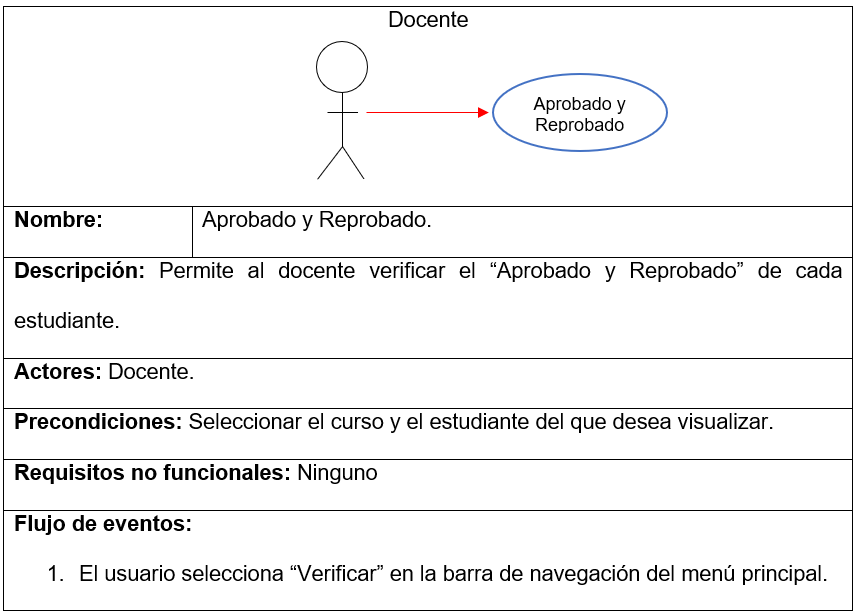 Docente
Aprobado y
Reprobado
Nombre: Aprobado y Reprobado.
Descripción: Permite al docente verificar el “Aprobado y Reprobado” de cada
estudiante.
Actores: Docente.
Precondiciones: Seleccionar el curso y el estudiante del que desea visualizar.
Requisitos no funcionales: Ninguno
Flujo de eventos:
1. El usuario selecciona “Verificar” en la barra de navegación del menú principal.